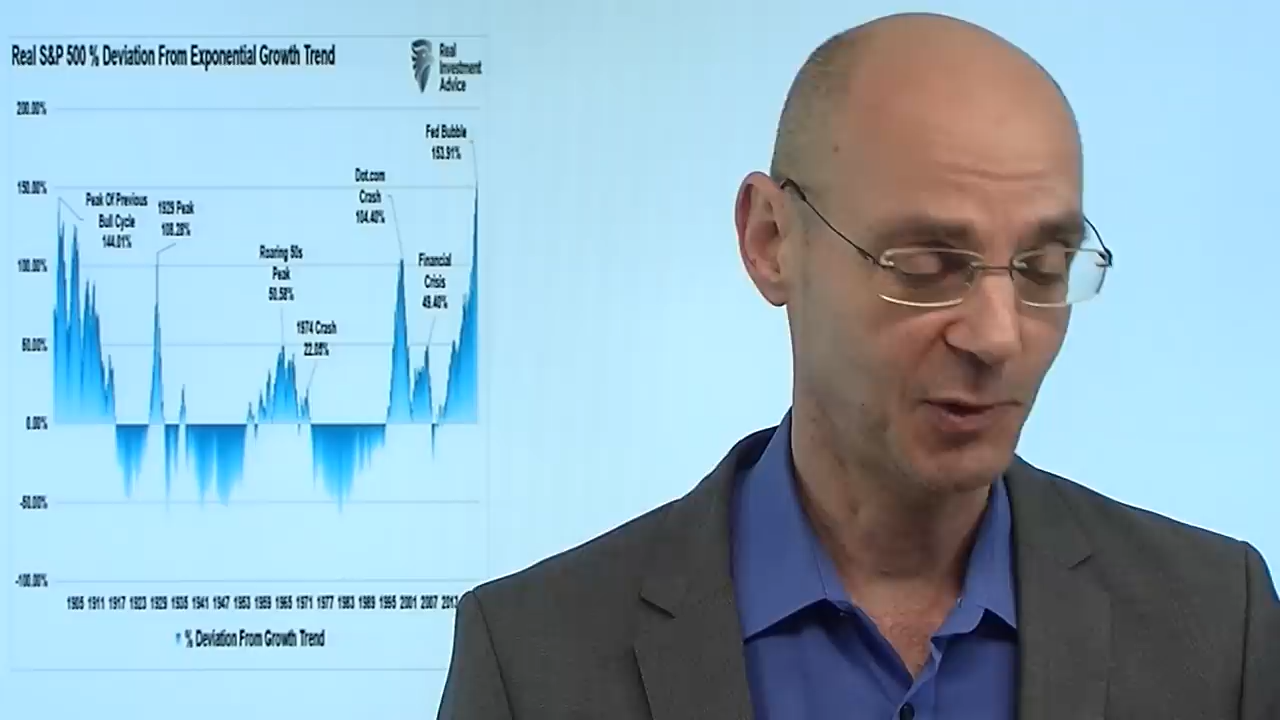 Real S&P 500 % Deviation From Exponential Growth Trend
Real
Investment
Advice
200.00%
Fed Bubble
153.91%
150.00%
Dot.com
Crash
104.40%
Peak Of Previous
Bull Cycle
144.01%
1929 Peak
108.28%
100.00%
Roaring 50s
Peak
50.58%
Financial
Crisis
49.40%
1974 Crash
22.05%
50.00%
0.00%
-50.00%
-100.00%
1905 1911 1917 1923 1929 1935 1941 1947 1953 1959 1965 1971 1977 1983 1989 1995 2001 2007
% Deviation From Growth Trend